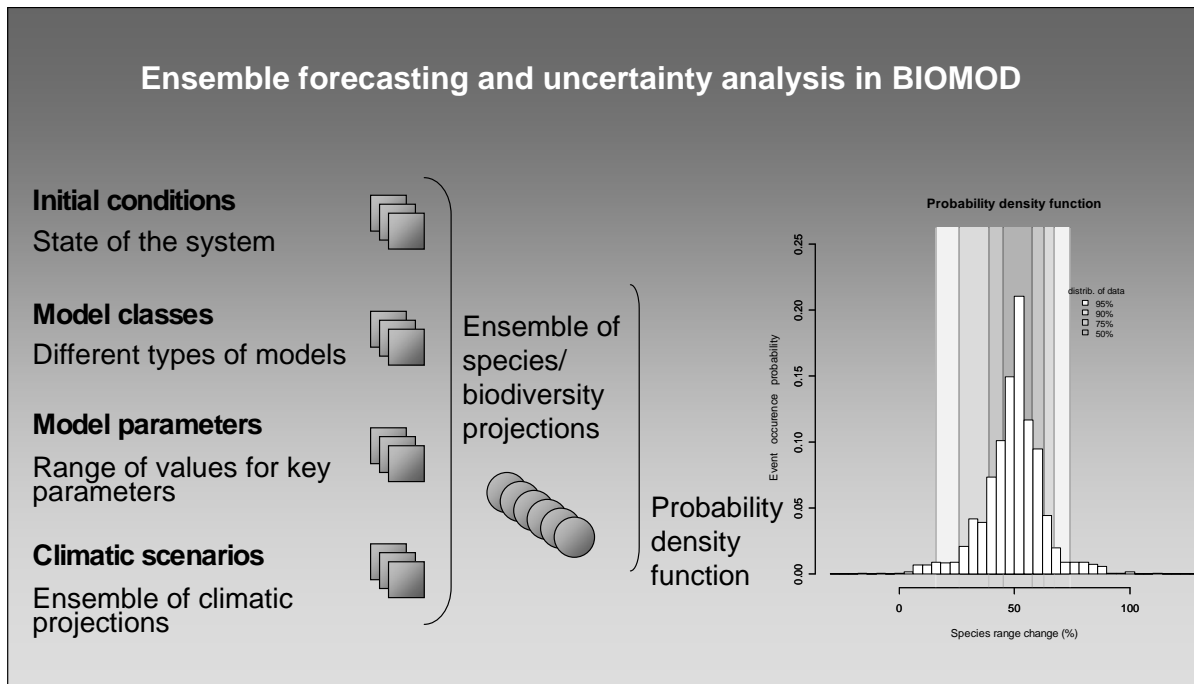 Ensemble forecasting and uncertainty analysis in BIOMOD
Initial conditions
State of the system
Model classes
Different types of models
Model parameters
Range of values for key
parameters
Climatic scenarios
Ensemble of climatic
projections
Ensemble of
species/
biodiversity
projections
Probability
density
function
Probability density function
distrib. of data
95%
90%
75%
50%
Event occurence probability
0.25
0.20
0.15
0.10
0.05
0.00
0 50 100
Species range change (%)